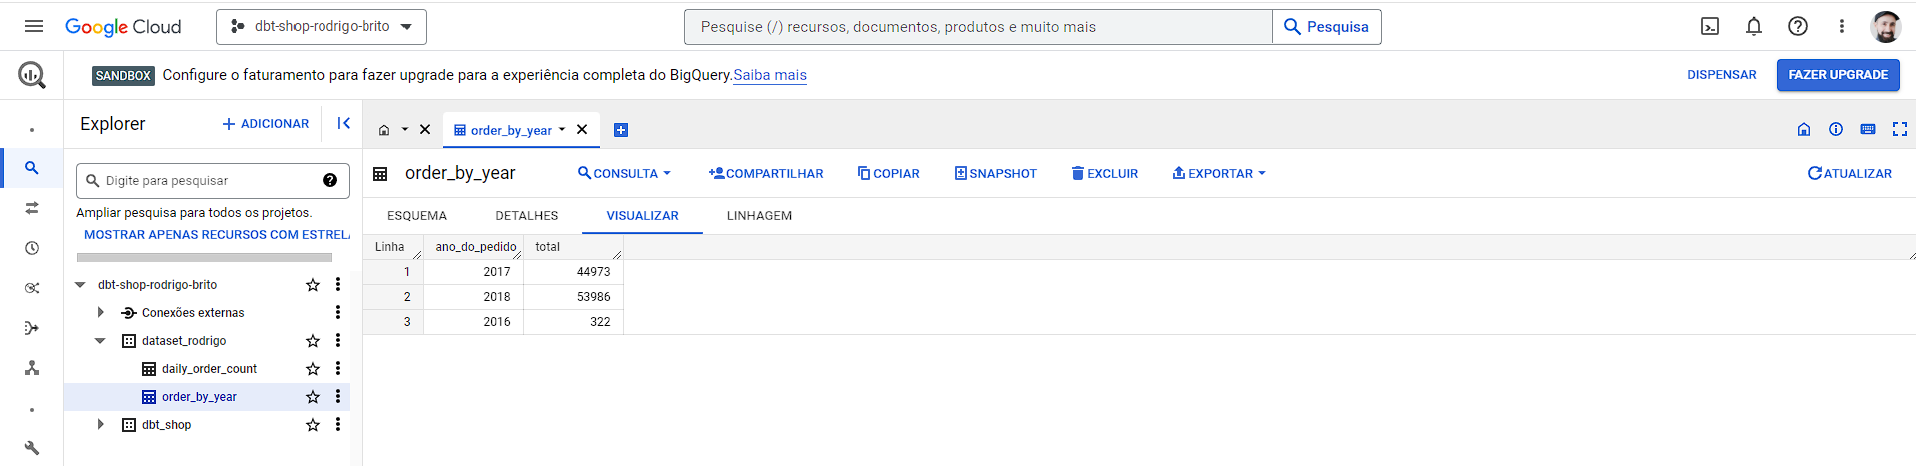 Google Cloud dbt-shop-rodrigo-brito Pesquise (/) recursos, documentos, produtos e muito mais Pesquisa
SANDBOX Configure o faturamento para fazer upgrade para a experiência completa do BigQuery. Saiba mais DISPENSAR FAZER UPGRADE
Explorer ADICIONAR
Digite para pesquisar
Ampliar pesquisa para todos os projetos.
MOSTRAR APENAS RECURSOS COM ESTRELA
dbt-shop-rodrigo-brito
Conexões externas
dataset_rodrigo
daily_order_count
order_by_year
dbt_shop
order_by_year
order_by_year CONSULTA COMPARTILHAR COPIAR SNAPSHOT EXCLUIR EXPORTAR ATUALIZAR
ESQUEMA DETALHES VISUALIZAR LINHAGEM
Linha ano_do_pedido total
1 2017 44973
2 2018 53986
3 2016 322